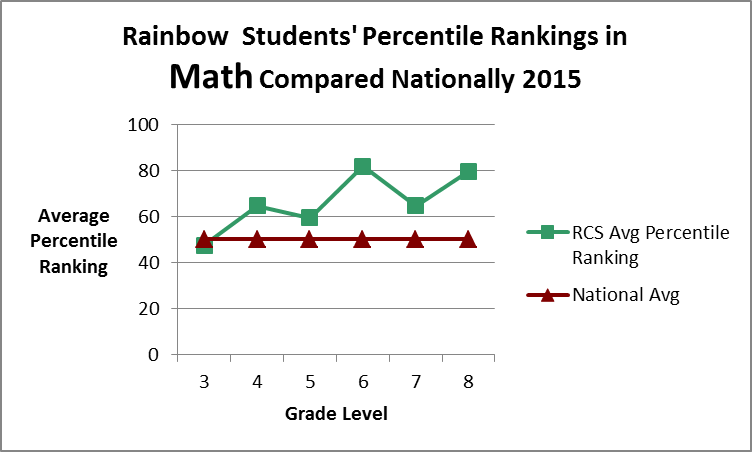 Rainbow  Students' Percentile Rankings in
Math Compared Nationally 2015
100
80
60
40
20
0
Average
Percentile
Ranking
3 4 5 6 7 8
Grade Level
RCS Avg Percentile
Ranking
National Avg